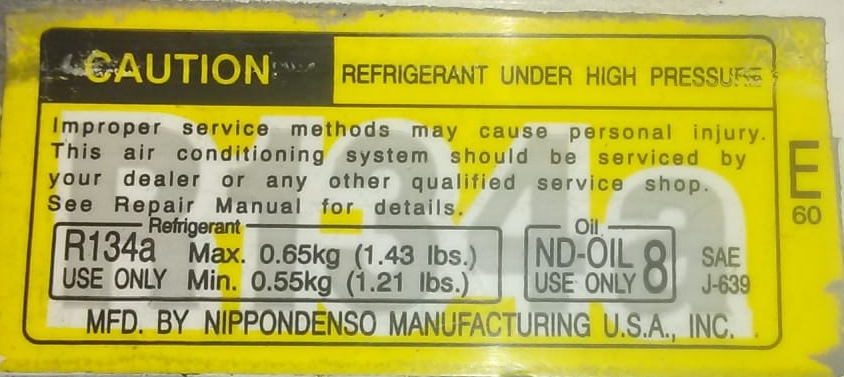 CAUTION REFRIGERANT UNDER HIGH PRESSURE
Improper service methods may cause personal injury.
This air conditioning system should be serviced by
your dealer or any other qualified service shop.
See Repair Manual for details.
Refrigerant
R134a Max. 0.65kg (1.43 lbs.)
USE ONLY Min. 0.55kg (1.21 lbs.)
Oil
ND-OIL 8
USE ONLY
SAE
J-639
MFD. BY NIPPONDENSO MANUFACTURING U.S.A., INC.
E
60
R134a